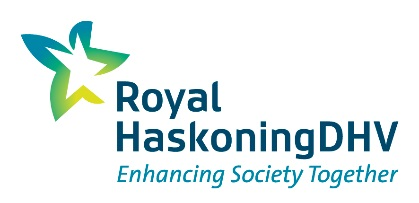 Royal
HaskoningDHV
Enhancing Society Together